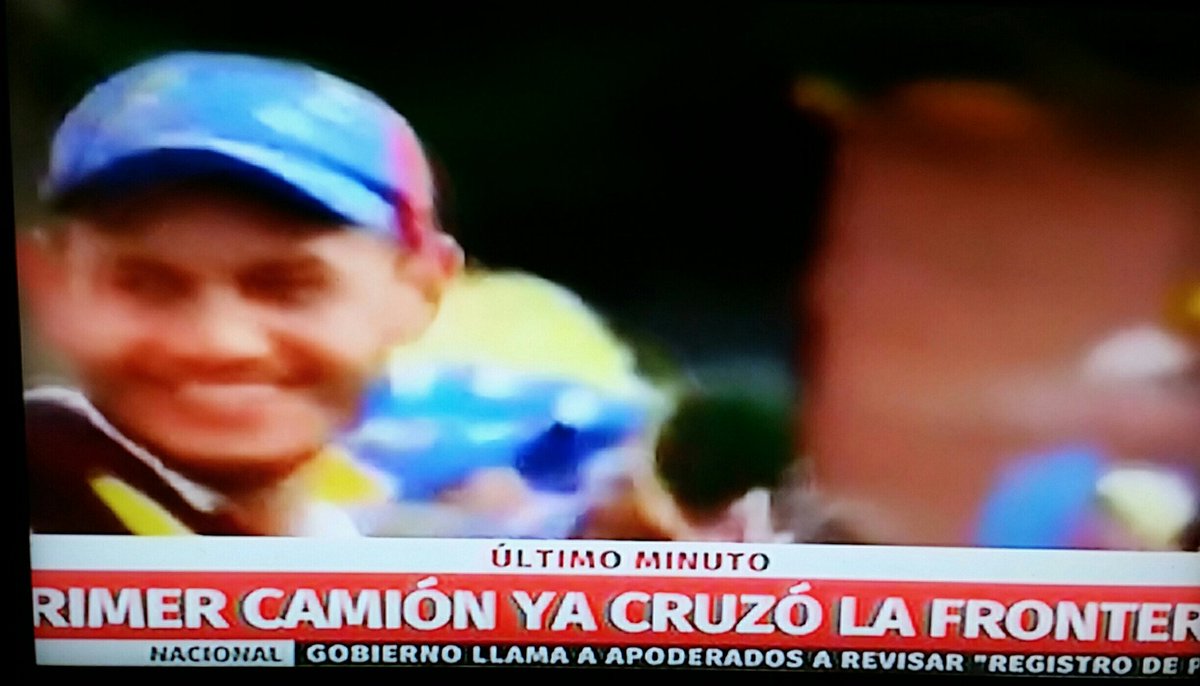 ÚLTIMO MINUTO
RIMER CAMIÓN YA CRUZÓ LA FRONTER
NACIONAL GOBIERNO LLAMA A APODERADOS A REVISAR "REGISTRO DE P